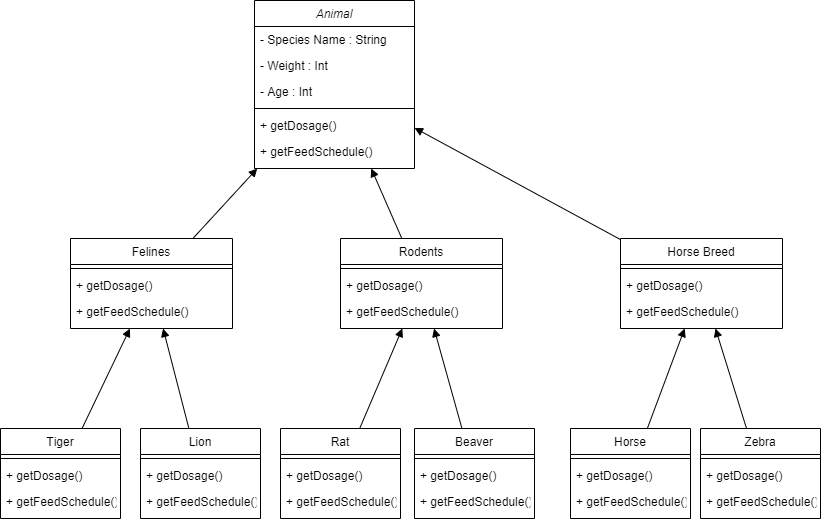 Animal
- Species Name : String
- Weight : Int
- Age : Int
+ getDosage()
+ getFeedSchedule()
Felines
+ getDosage()
+ getFeedSchedule()
Rodents
+ getDosage()
+ getFeedSchedule()
Horse Breed
+ getDosage()
+ getFeedSchedule()
Tiger
+ getDosage()
+ getFeedSchedule()
Lion
+ getDosage()
+ getFeedSchedule()
Rat
+ getDosage()
+ getFeedSchedule()
Beaver
+ getDosage()
+ getFeedSchedule()
Horse
+ getDosage()
+ getFeedSchedule()
Zebra
+ getDosage()
+ getFeedSchedule()